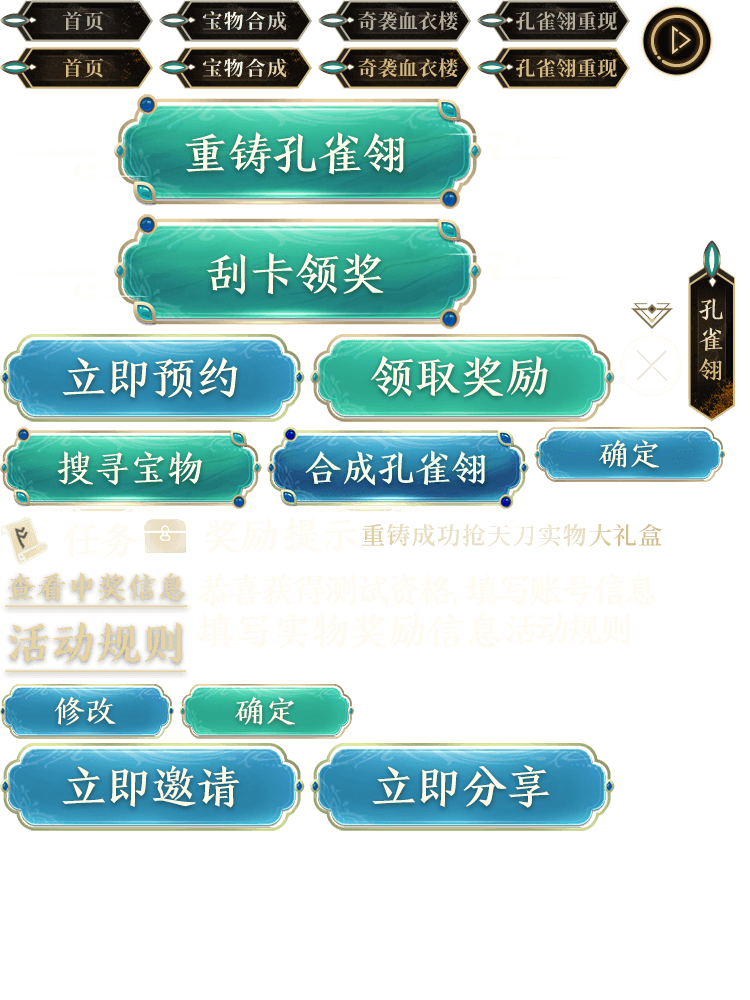 首页 宝物合成 奇袭血衣楼 孔雀翎重现
首页 宝物合成 奇袭血衣楼 孔雀翎重现
重铸孔雀翎
刮卡领奖
孔雀翎
立即预约 领取奖励
搜寻宝物 合成孔雀翎 确定
任务 奖励 提示 重铸成功抢天刀实物大礼盒
查看中奖信息 恭喜获得测试资格, 填写账号信息
活动规则 填写实物奖励信息 活动规则
修改 确定
立即邀请 立即分享